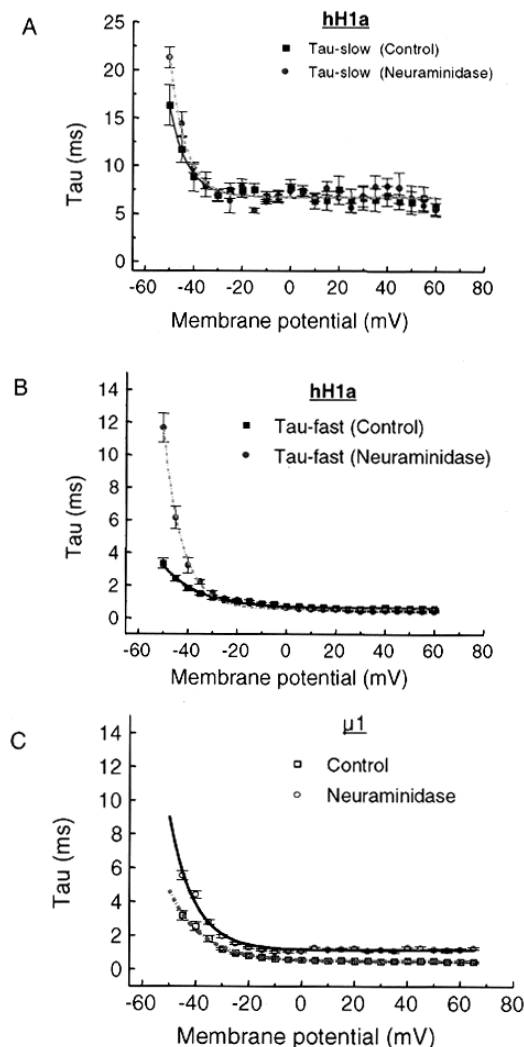 A
hH1a
Tau-slow (Control)
Tau-slow (Neuraminidase)
25
20
15
10
5
0
Tau (ms)
-60 -40 -20 0 20 40 60 80
Membrane potential (mV)
B
hH1a
Tau-fast (Control)
Tau-fast (Neuraminidase)
14
12
10
8
6
4
2
0
Tau (ms)
-60 -40 -20 0 20 40 60 80
Membrane potential (mV)
C
μ1
Control
Neuraminidase
14
12
10
8
6
4
2
0
Tau (ms)
-60 -40 -20 0 20 40 60 80
Membrane potential (mV)